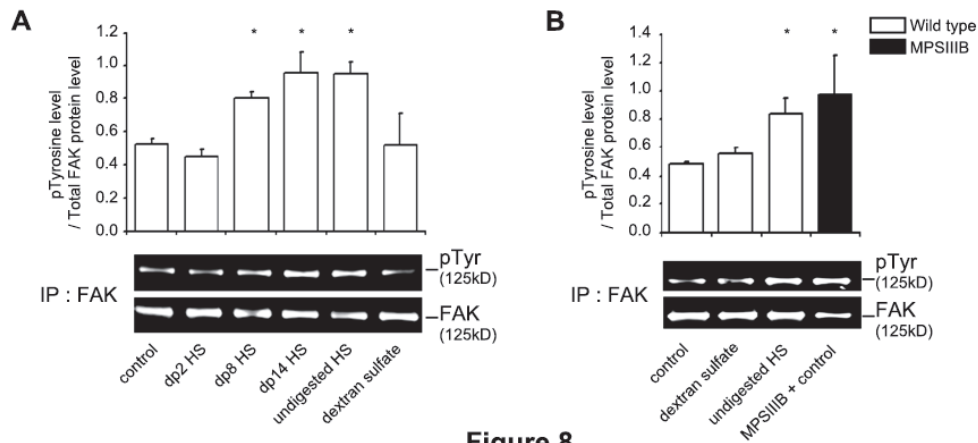 A
pTyrosine level
/ Total FAK protein level
1.2
1.0
0.8
0.6
0.4
0.2
0.0
* * *
IP : FAK
pTyr
(125kD)
FAK
(125kD)
control
dp2 HS
dp8 HS
dp14 HS
undigested HS
dextran sulfate
B
Wild type
MPSIIIB
pTyrosine level
/ Total FAK protein level
1.4
1.2
1.0
0.8
0.6
0.4
0.2
0.0
* *
IP : FAK
pTyr
(125kD)
FAK
(125kD)
control
dextran sulfate
undigested HS
MPSIIIB + control
Figure 8